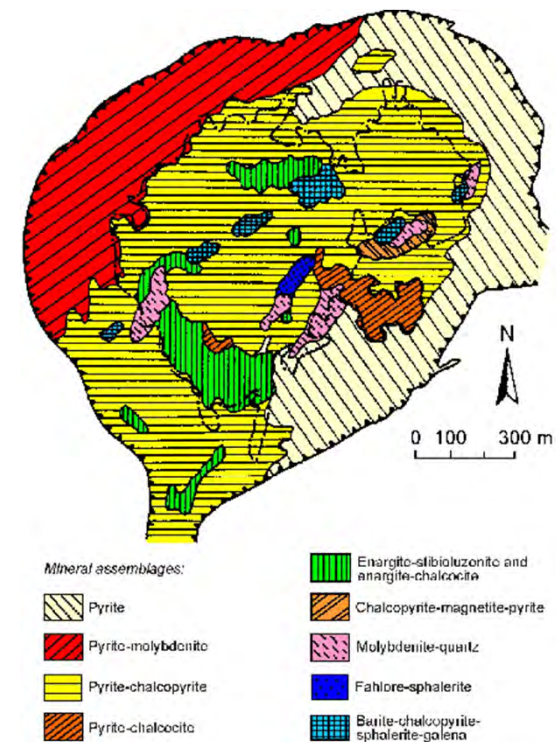 N
0 100 300 m
Mineral assemblages:
Pyrite
Pyrite-molybdenite
Pyrite-chalcopyrite
Pyrite-chalcocite
Enargite-stibioluzonite and
enargite-chalcocite
Chalcopyrite-magnetite-pyrite
Molybdenite-quartz
Fahlore-sphalerite
Barite-chalcopyrite-
sphalerite-galena